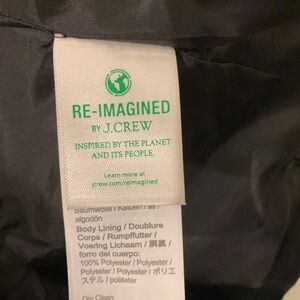 RE-IMAGINED
BY J.CREW
INSPIRED BY THE PLANET
AND ITS PEOPLE.
Learn more at
jcrew.com/reimagined
Baumwolle /
algodón
Body Lining / Doublure
Corps / Rumpffutter /
Voering Lichaam / 胴裏 /
forro del cuerpo:
100% Polyester / Polyester /
Polyester / Polyester / ポリエ
ステル / poliéster
Dry Clean